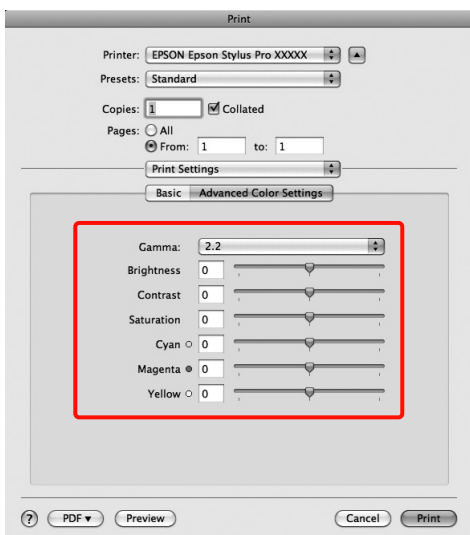 Print
Printer: EPSON Epson Stylus Pro XXXXX
Presets: Standard
Copies: 1 Collated
Pages: All
From: 1 to: 1
Print Settings
Basic Advanced Color Settings
Gamma: 2.2
Brightness 0
Contrast 0
Saturation 0
Cyan 0
Magenta 0
Yellow 0
? PDF▼ Preview Cancel Print